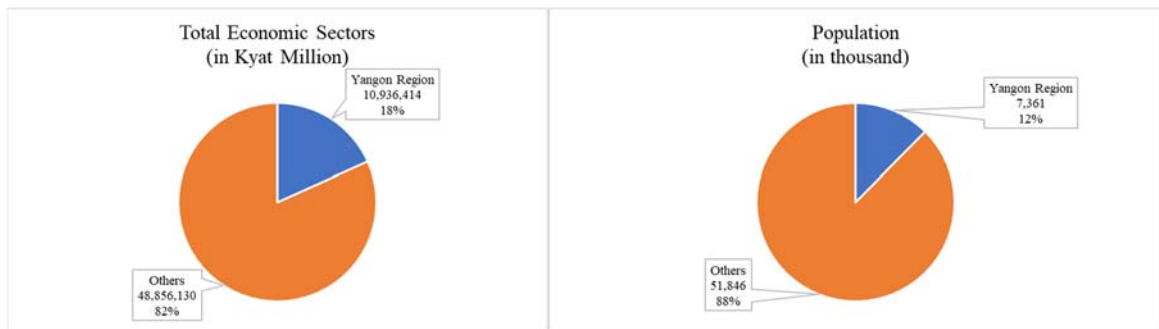 Total Economic Sectors
(in Kyat Million)
Yangon Region
10,936,414
18%
Others
48,856,130
82%
Population
(in thousand)
Yangon Region
7,361
12%
Others
51,846
88%